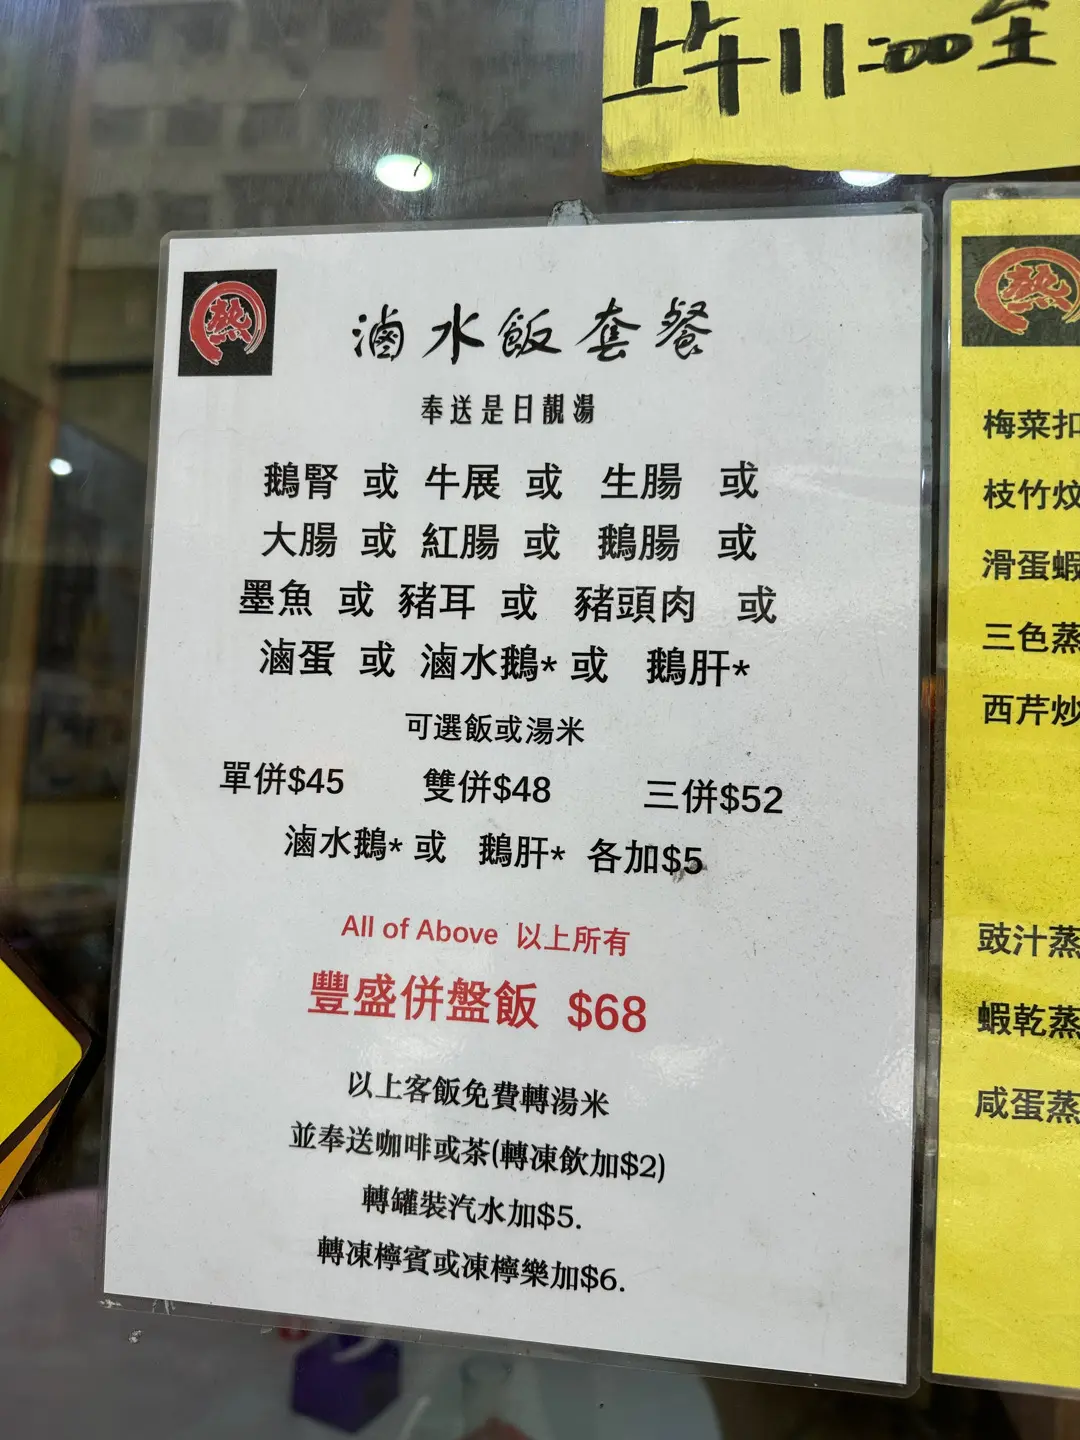 上午11:00至
熱
滷水飯套餐
奉送是日靚湯
鵝腎 或 牛展 或 生腸 或
大腸 或 紅腸 或 鵝腸 或
墨魚 或 豬耳 或 豬頭肉 或
滷蛋 或 滷水鵝* 或 鵝肝*
可選飯或湯米
單併$45 雙併$48 三併$52
滷水鵝* 或 鵝肝* 各加$5
All of Above 以上所有
豐盛併盤飯 $68
以上客飯免費轉湯米
並奉送咖啡或茶(轉凍飲加$2)
轉罐裝汽水加$5.
轉凍檸賓或凍檸樂加$6.
熱
梅菜扣
枝竹炆
滑蛋蝦
三色蒸
西芹炒
豉汁蒸
蝦乾蒸
咸蛋蒸